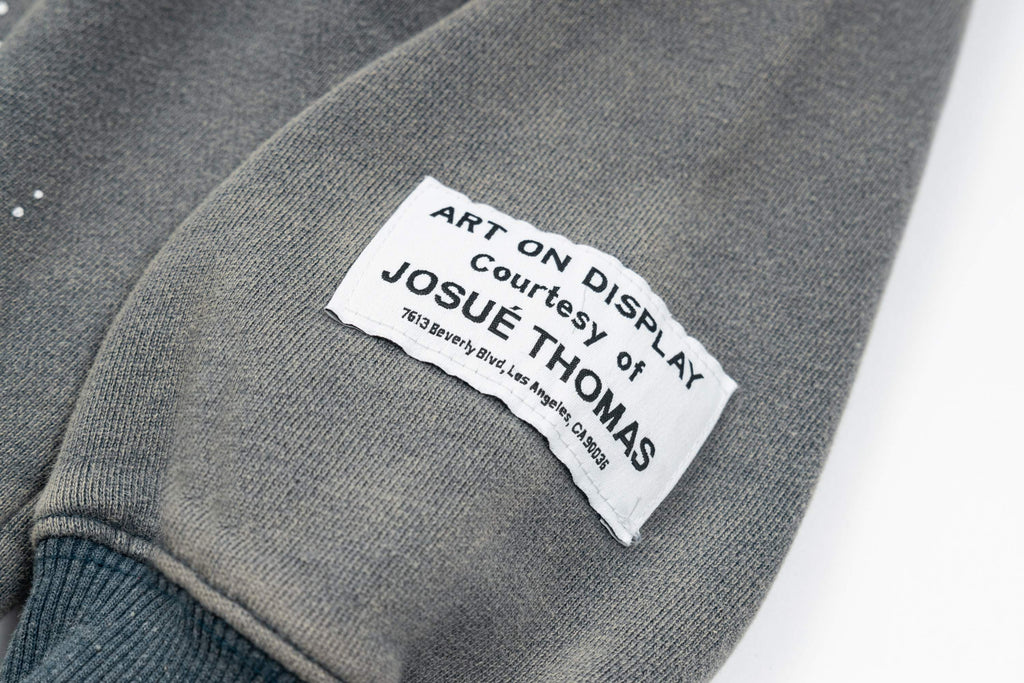 ART ON DISPLAY
Courtesy of
JOSUÉ THOMAS
7613 Beverly Blvd, Los Angeles, CA 90036